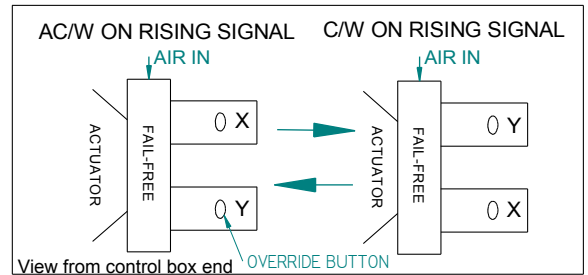 AC/W ON RISING SIGNAL
C/W ON RISING SIGNAL
AIR IN
AIR IN
ACTUATOR
FAIL-FREE
X
Y
ACTUATOR
FAIL-FREE
Y
X
View from control box end
OVERRIDE BUTTON